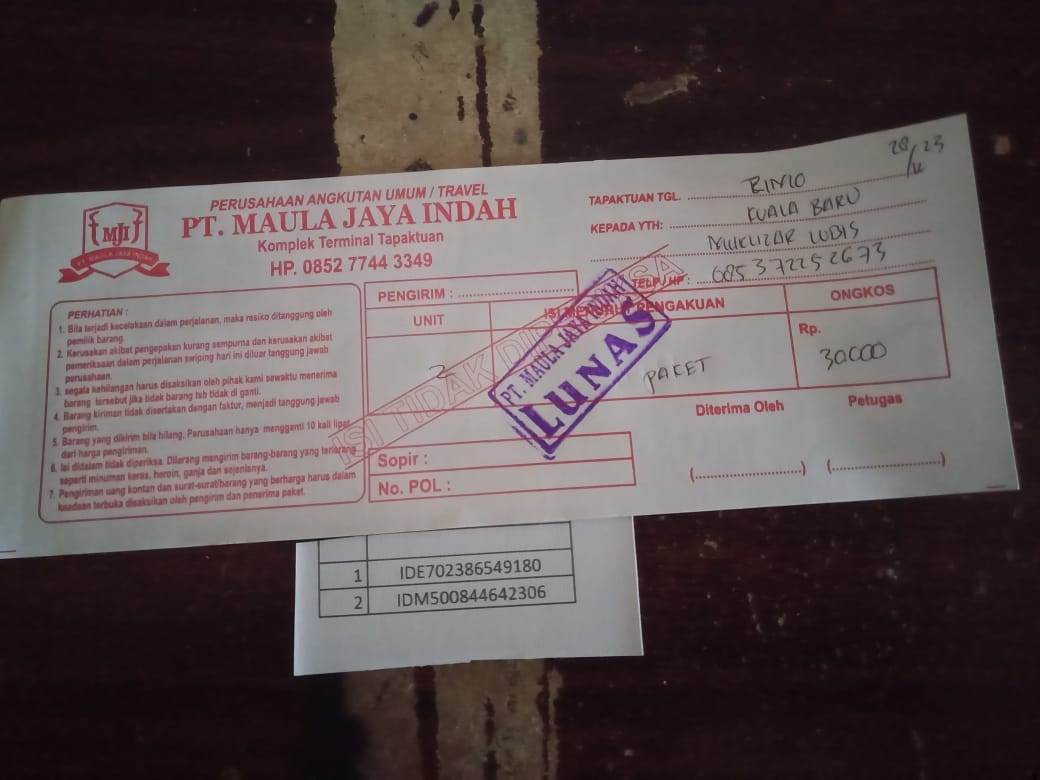 MJI
PT. MAULA JAYA INDAH
PERUSAHAAN ANGKUTAN UMUM / TRAVEL
PT. MAULA JAYA INDAH
Komplek Terminal Tapaktuan
HP. 0852 7744 3349
28/ 23
TAPAKTUAN TGL. RIMO
KEPADA YTH: KUALA BARU
MUKLIZAR LUBIS
TELP./HP : 085372252673
PERHATIAN :
1. Bila terjadi kecelakaan dalam perjalanan, maka resiko ditanggung oleh
pemilik barang.
2. Kerusakan akibat pengepakan kurang sempurna dan kerusakan akibat
pemeriksaan dalam perjalanan swiping hari ini diluar tanggung jawab
perusahaan.
3. segala kehilangan harus disaksikan olah pihak kami sewaktu menerima
barang tersebut jika tidak barang tsb tidak di ganti.
4. Barang kiriman tidak disertakan dengan faktur, menjadi tanggung jawab
pengirim.
5. Barang yang dikirim bila hilang, Perusahaan hanya mengganti 10 kali lipat
dari harga pengiriman.
6. Isi didalam tidak diperiksa. Dilarang mengirim barang-barang yang terlarang
seperti minuman keras, heroin, ganja dan sejenisnya.
7. Pengiriman uang kontan dan surat-surat/barang yang berharga harus dalam
keadaan terbuka disaksikan oleh pengirim dan penerima paket.
PENGIRIM :
UNIT
ISI MENURUT PENGAKUAN
ONGKOS
2
PAKET
Rp.
30.000
ISI TIDAK DIPERIKSA
PT. MAULA JAYA INDAH
LUNAS
Sopir :
No. POL :
Diterima Oleh
Petugas
(....................)
(....................)
1 IDE702386549180
2 IDM500844642306